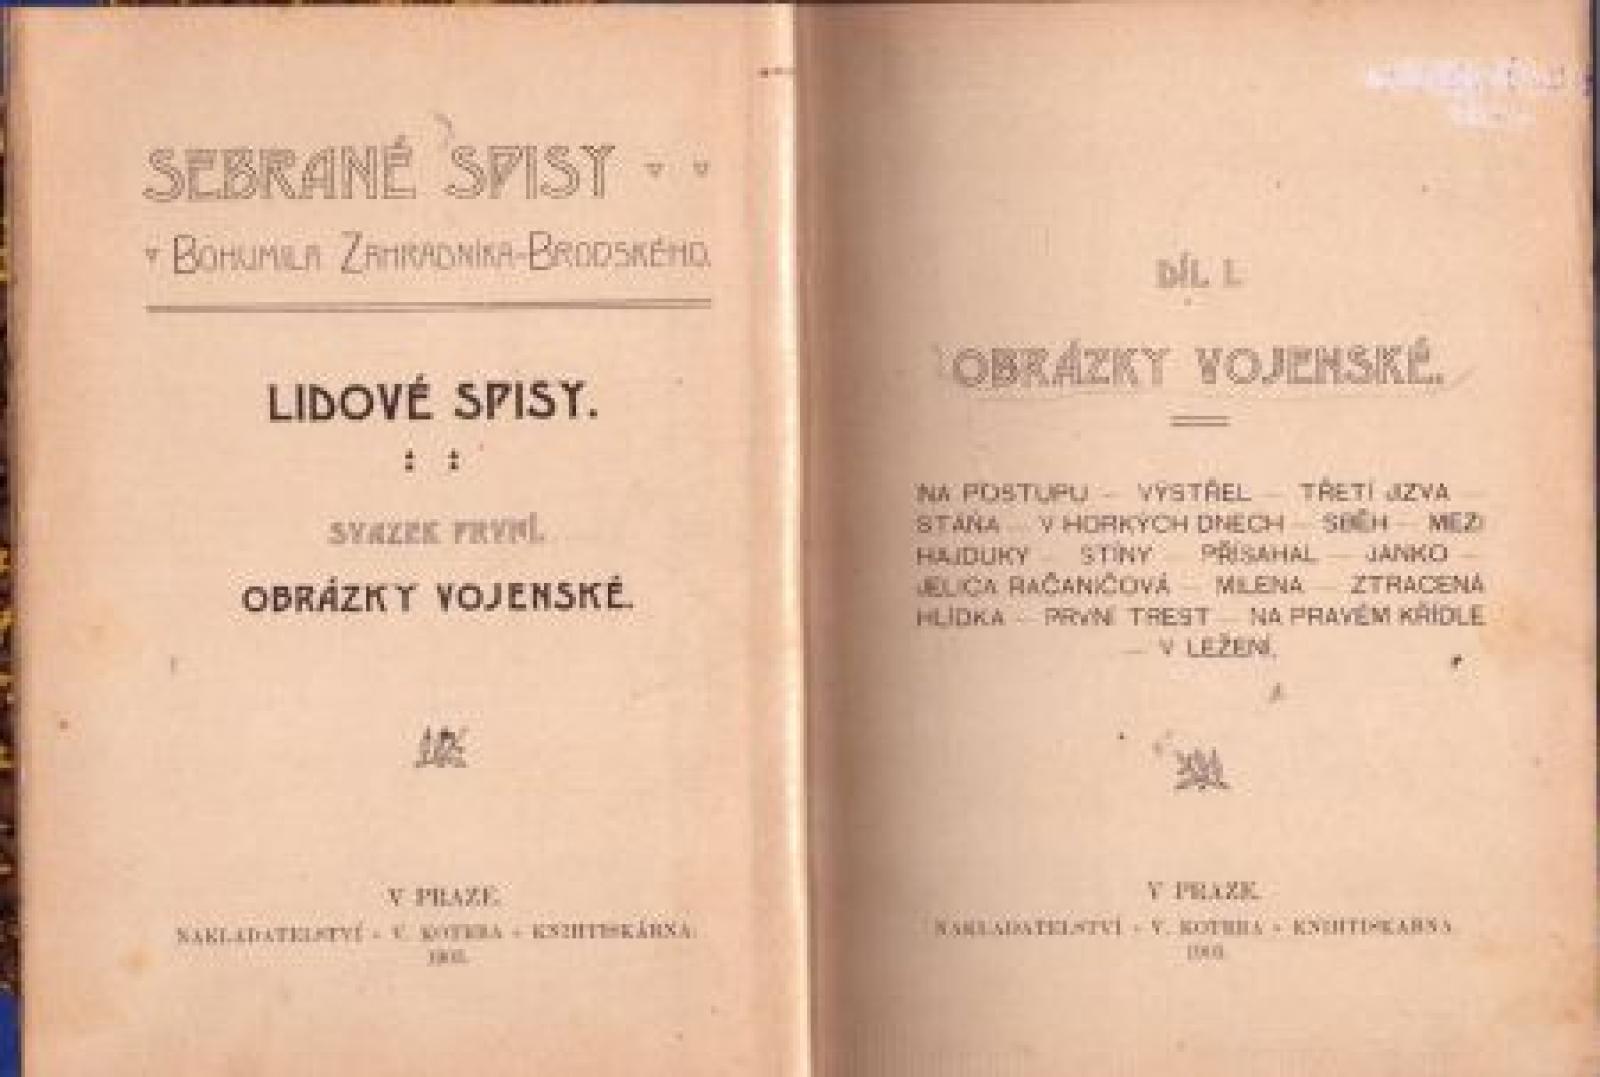 SEBRANÉ SPISY
BOHUMILA ZAHRADNÍKA-BRODSKÉHO.
LIDOVÉ SPISY.
SVAZEK PRVNÍ.
OBRÁZKY VOJENSKÉ.
V PRAZE.
NAKLADATELSTVÍ - V. KOTRBA - KNIHTISKÁRNA.
DÍL I.
OBRÁZKY VOJENSKÉ.
NA POSTUPU — VÝSTŘEL — TŘETÍ JIZVA —
STÁŇA — V HORKÝCH DNECH — SBĚH — MEZI
HAJDUKY — STÍNY — PŘÍSAHAL — JANKO —
JELICA RAČANIČOVÁ — MILENA — ZTRACENÁ
HLÍDKA — PRVNÍ TREST — NA PRAVÉM KŘÍDLE
— V LEŽENÍ.
V PRAZE.
NAKLADATELSTVÍ - V. KOTRBA - KNIHTISKÁRNA